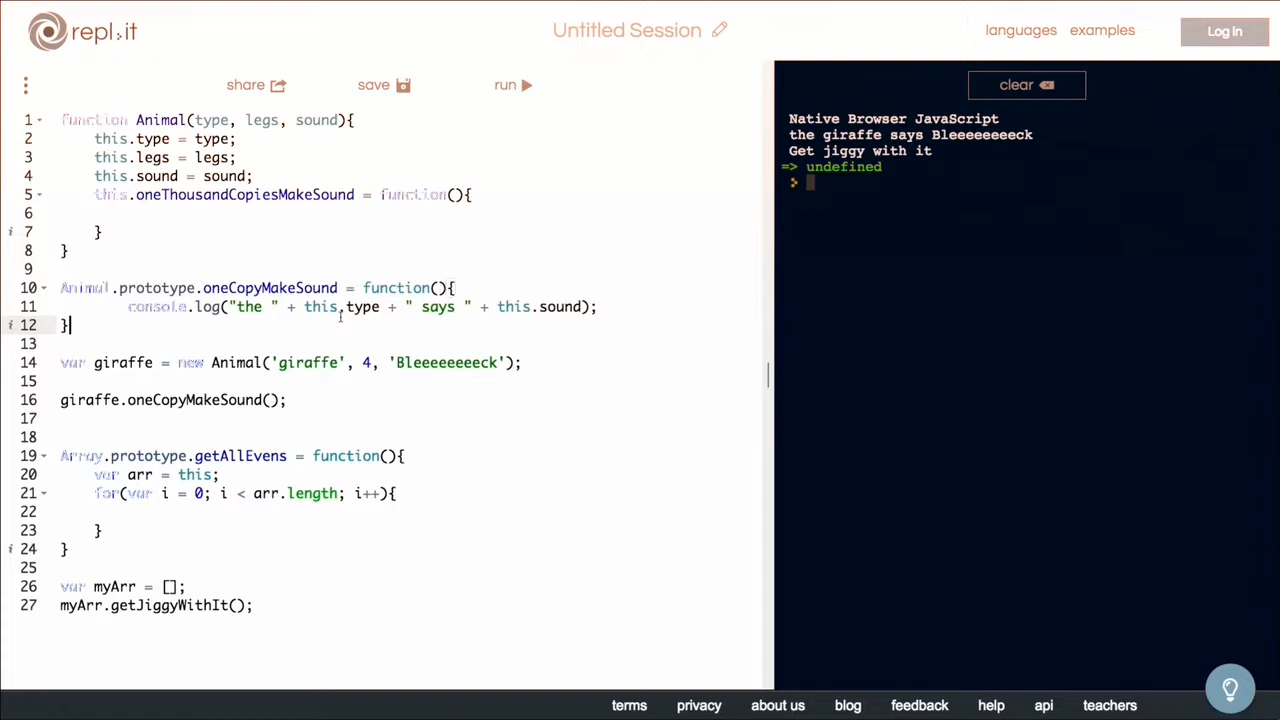 repl.it
Untitled Session
languages
examples
Log In
share
save
run
clear
1 function Animal(type, legs, sound){
2     this.type = type;
3     this.legs = legs;
4     this.sound = sound;
5     this.oneThousandCopiesMakeSound = function(){
6
7     }
8 }
9
10 Animal.prototype.oneCopyMakeSound = function(){
11         console.log("the " + this.type + " says " + this.sound);
12 }
13
14 var giraffe = new Animal('giraffe', 4, 'Bleeeeeeeeck');
15
16 giraffe.oneCopyMakeSound();
17
18
19 Array.prototype.getAllEvens = function(){
20     var arr = this;
21     for(var i = 0; i < arr.length; i++){
22
23     }
24 }
25
26 var myArr = [];
27 myArr.getJiggyWithIt();
Native Browser JavaScript
the giraffe says Bleeeeeeeeck
Get jiggy with it
=> undefined
terms
privacy
about us
blog
feedback
help
api
teachers